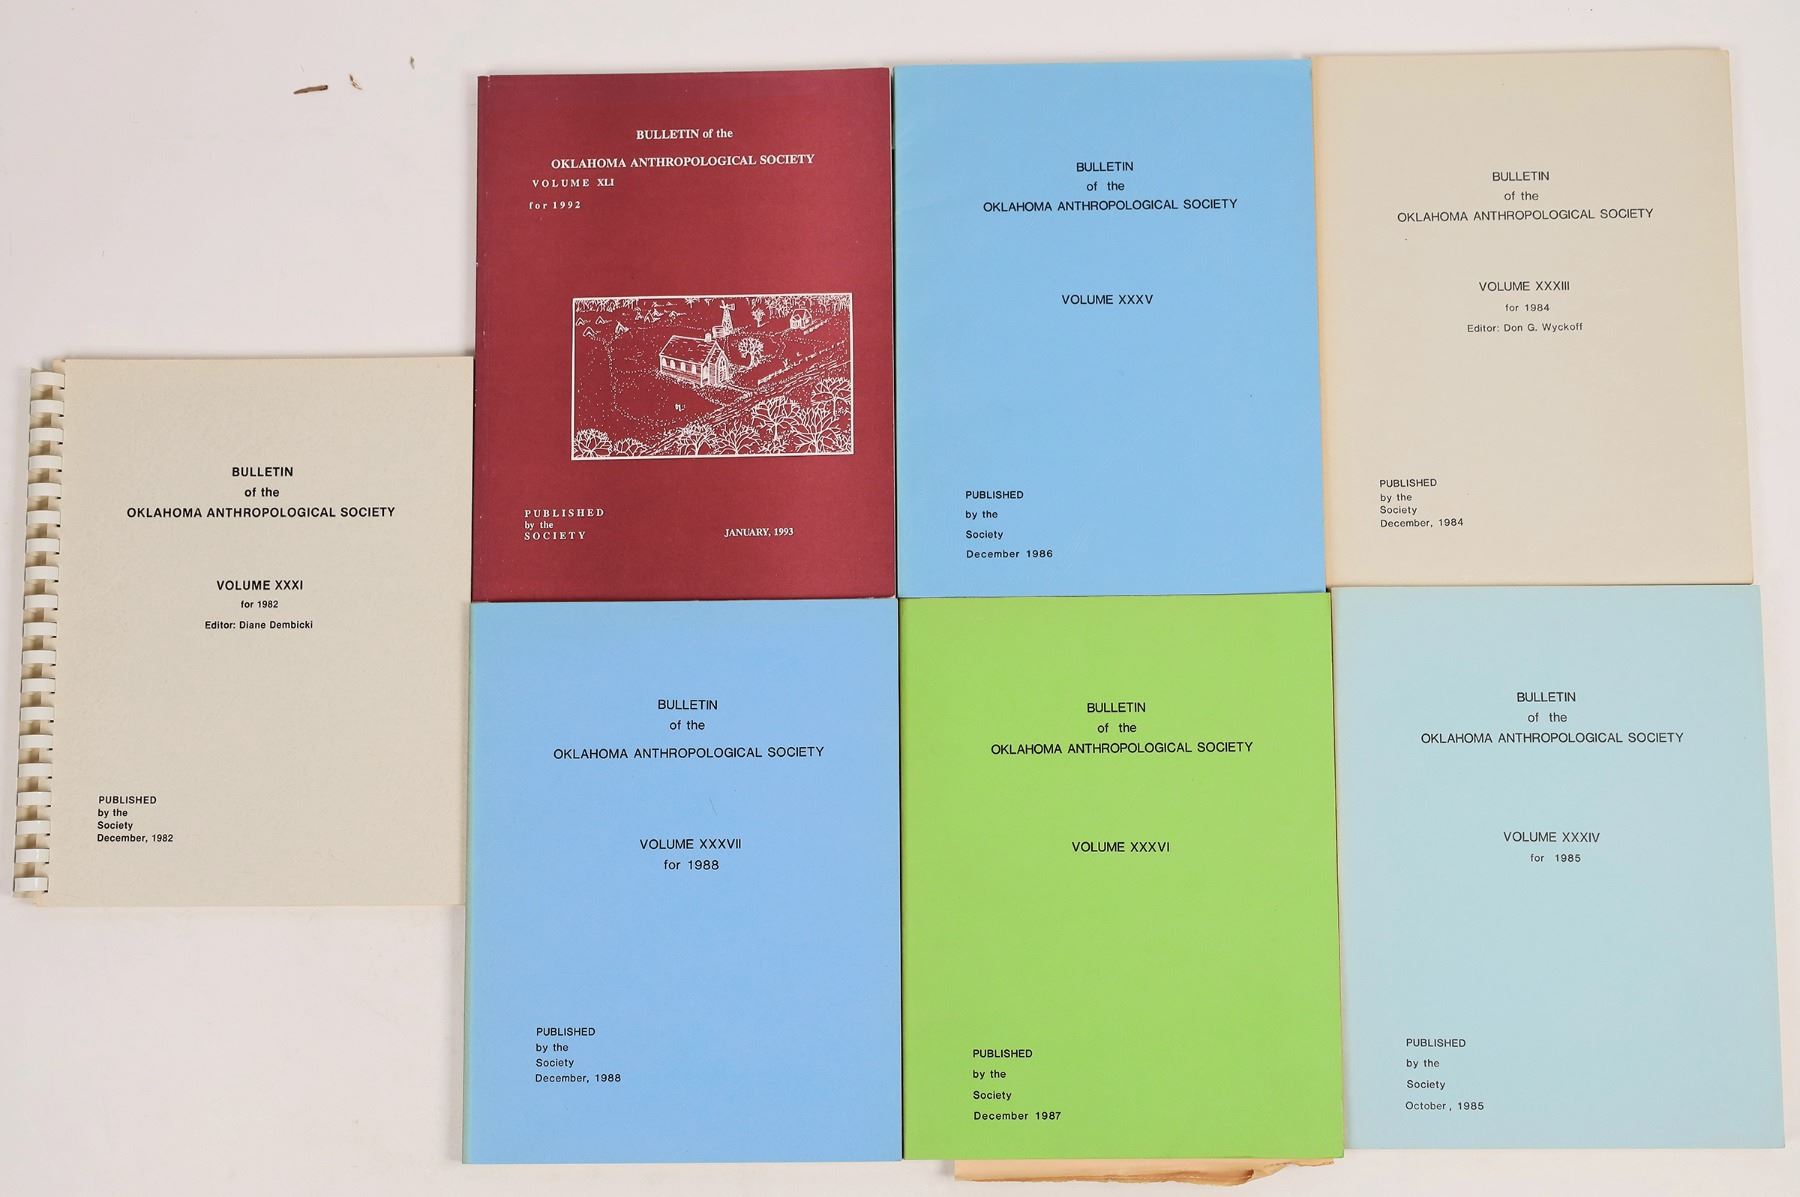 BULLETIN
of the
OKLAHOMA ANTHROPOLOGICAL SOCIETY
VOLUME XXXI
for 1982
Editor: Diane Dembicki
PUBLISHED
by the
Society
December, 1982
BULLETIN of the
OKLAHOMA ANTHROPOLOGICAL SOCIETY
VOLUME XLI
for 1992
PUBLISHED
by the
SOCIETY
JANUARY, 1993
BULLETIN
of the
OKLAHOMA ANTHROPOLOGICAL SOCIETY
VOLUME XXXV
PUBLISHED
by the
Society
December 1986
BULLETIN
of the
OKLAHOMA ANTHROPOLOGICAL SOCIETY
VOLUME XXXIII
for 1984
Editor: Don G. Wyckoff
PUBLISHED
by the
Society
December, 1984
BULLETIN
of the
OKLAHOMA ANTHROPOLOGICAL SOCIETY
VOLUME XXXVII
for 1988
PUBLISHED
by the
Society
December, 1988
BULLETIN
of the
OKLAHOMA ANTHROPOLOGICAL SOCIETY
VOLUME XXXVI
PUBLISHED
by the
Society
December 1987
BULLETIN
of the
OKLAHOMA ANTHROPOLOGICAL SOCIETY
VOLUME XXXIV
for 1985
PUBLISHED
by the
Society
October, 1985